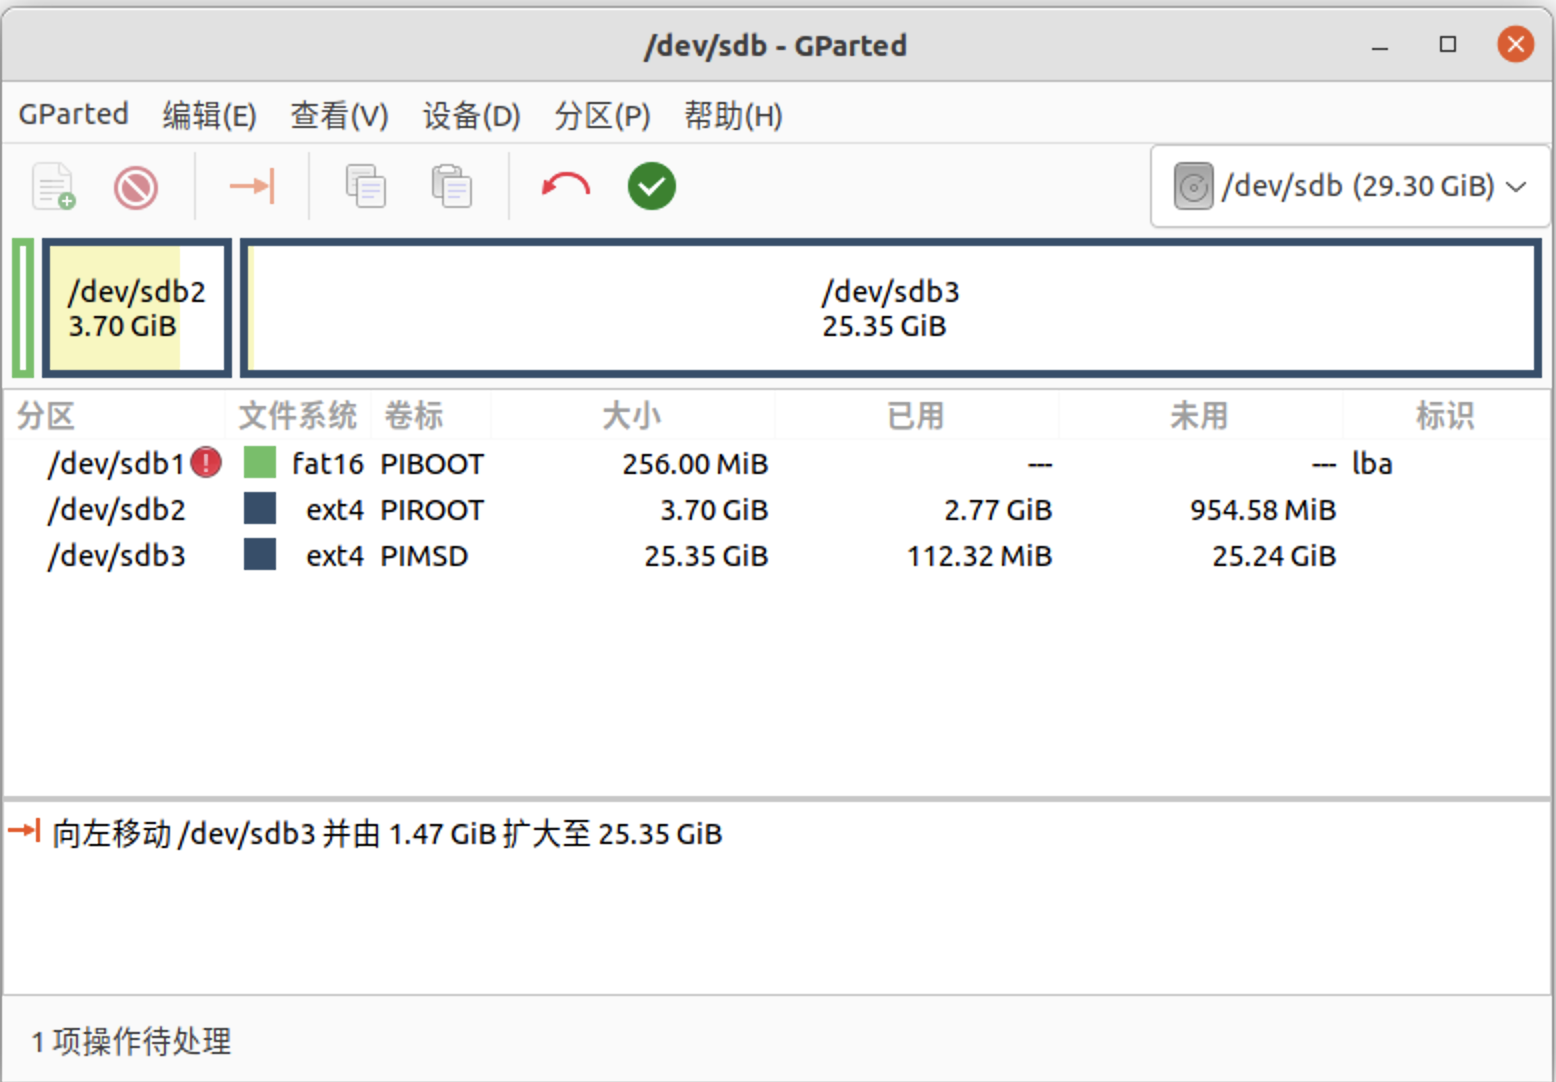 /dev/sdb - GParted
GParted 编辑(E) 查看(V) 设备(D) 分区(P) 帮助(H)
/dev/sdb (29.30 GiB)
/dev/sdb2
3.70 GiB
/dev/sdb3
25.35 GiB
分区 文件系统 卷标 大小 已用 未用 标识
/dev/sdb1 fat16 PIBOOT 256.00 MiB --- --- lba
/dev/sdb2 ext4 PIROOT 3.70 GiB 2.77 GiB 954.58 MiB
/dev/sdb3 ext4 PIMSD 25.35 GiB 112.32 MiB 25.24 GiB
向左移动 /dev/sdb3 并由 1.47 GiB 扩大至 25.35 GiB
1 项操作待处理